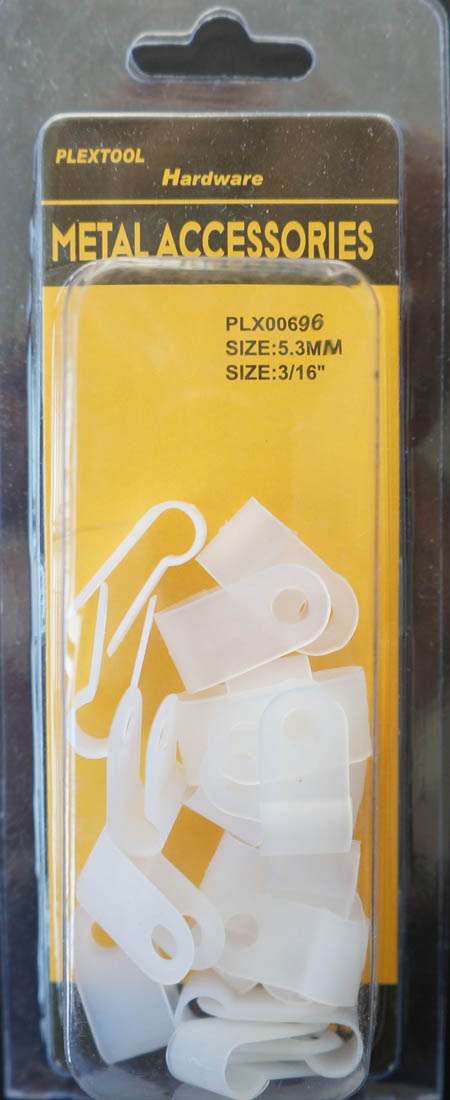 PLEXTOOL
Hardware
METAL ACCESSORIES
PLX00696
SIZE:5.3MM
SIZE:3/16"